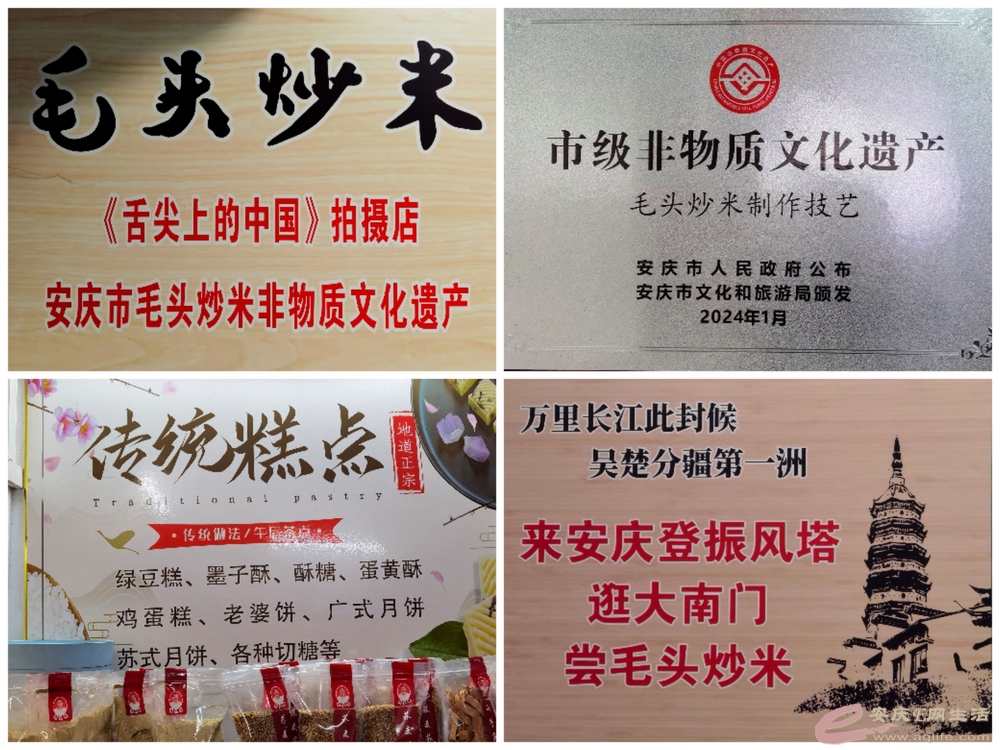 毛头炒米
《舌尖上的中国》拍摄店
安庆市毛头炒米非物质文化遗产
市级非物质文化遗产
毛头炒米制作技艺
安庆市人民政府公布
安庆市文化和旅游局颁发
2024年1月
传统糕点
地道正宗
Traditional pastry
传统做法/午后茶点
绿豆糕、墨子酥、酥糖、蛋黄酥
鸡蛋糕、老婆饼、广式月饼
苏式月饼、各种切糖等
万里长江此封候
吴楚分疆第一洲
来安庆登振风塔
逛大南门
尝毛头炒米
安庆E网生活
www.aqlife.com